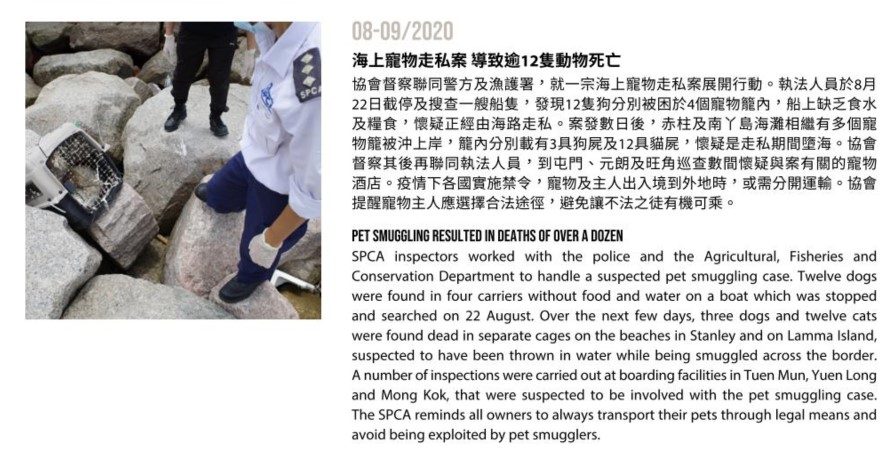 SPCA
08-09/2020
海上寵物走私案 導致逾12隻動物死亡
協會督察聯同警方及漁護署，就一宗海上寵物走私案展開行動。執法人員於8月
22日截停及搜查一艘船隻，發現12隻狗分別被困於4個寵物籠內，船上缺乏食水
及糧食，懷疑正經由海路走私。案發數日後，赤柱及南丫島海灘相繼有多個寵
物籠被沖上岸，籠內分別載有3具狗屍及12具貓屍，懷疑是走私期間墮海。協會
督察其後再聯同執法人員，到屯門、元朗及旺角巡查數間懷疑與案有關的寵物
酒店。疫情下各國實施禁令，寵物及主人出入境到外地時，或需分開運輸。協會
提醒寵物主人應選擇合法途徑，避免讓不法之徒有機可乘。
PET SMUGGLING RESULTED IN DEATHS OF OVER A DOZEN
SPCA inspectors worked with the police and the Agricultural, Fisheries and
Conservation Department to handle a suspected pet smuggling case. Twelve dogs
were found in four carriers without food and water on a boat which was stopped
and searched on 22 August. Over the next few days, three dogs and twelve cats
were found dead in separate cages on the beaches in Stanley and on Lamma Island,
suspected to have been thrown in water while being smuggled across the border.
A number of inspections were carried out at boarding facilities in Tuen Mun, Yuen Long
and Mong Kok, that were suspected to be involved with the pet smuggling case.
The SPCA reminds all owners to always transport their pets through legal means and
avoid being exploited by pet smugglers.